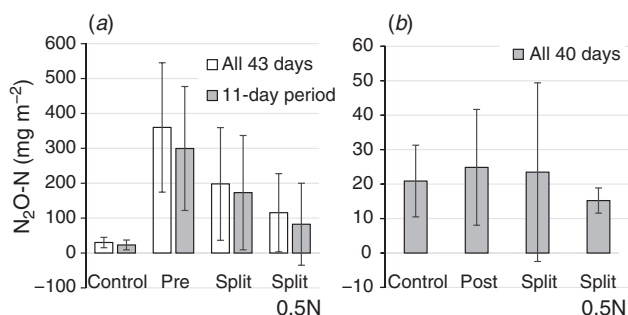 (a)
N₂O-N (mg m⁻²)
600
500
400
300
200
100
0
−100
All 43 days
11-day period
Control Pre Split Split
0.5N
(b)
60
50
40
30
20
10
0
−10
All 40 days
Control Post Split Split
0.5N